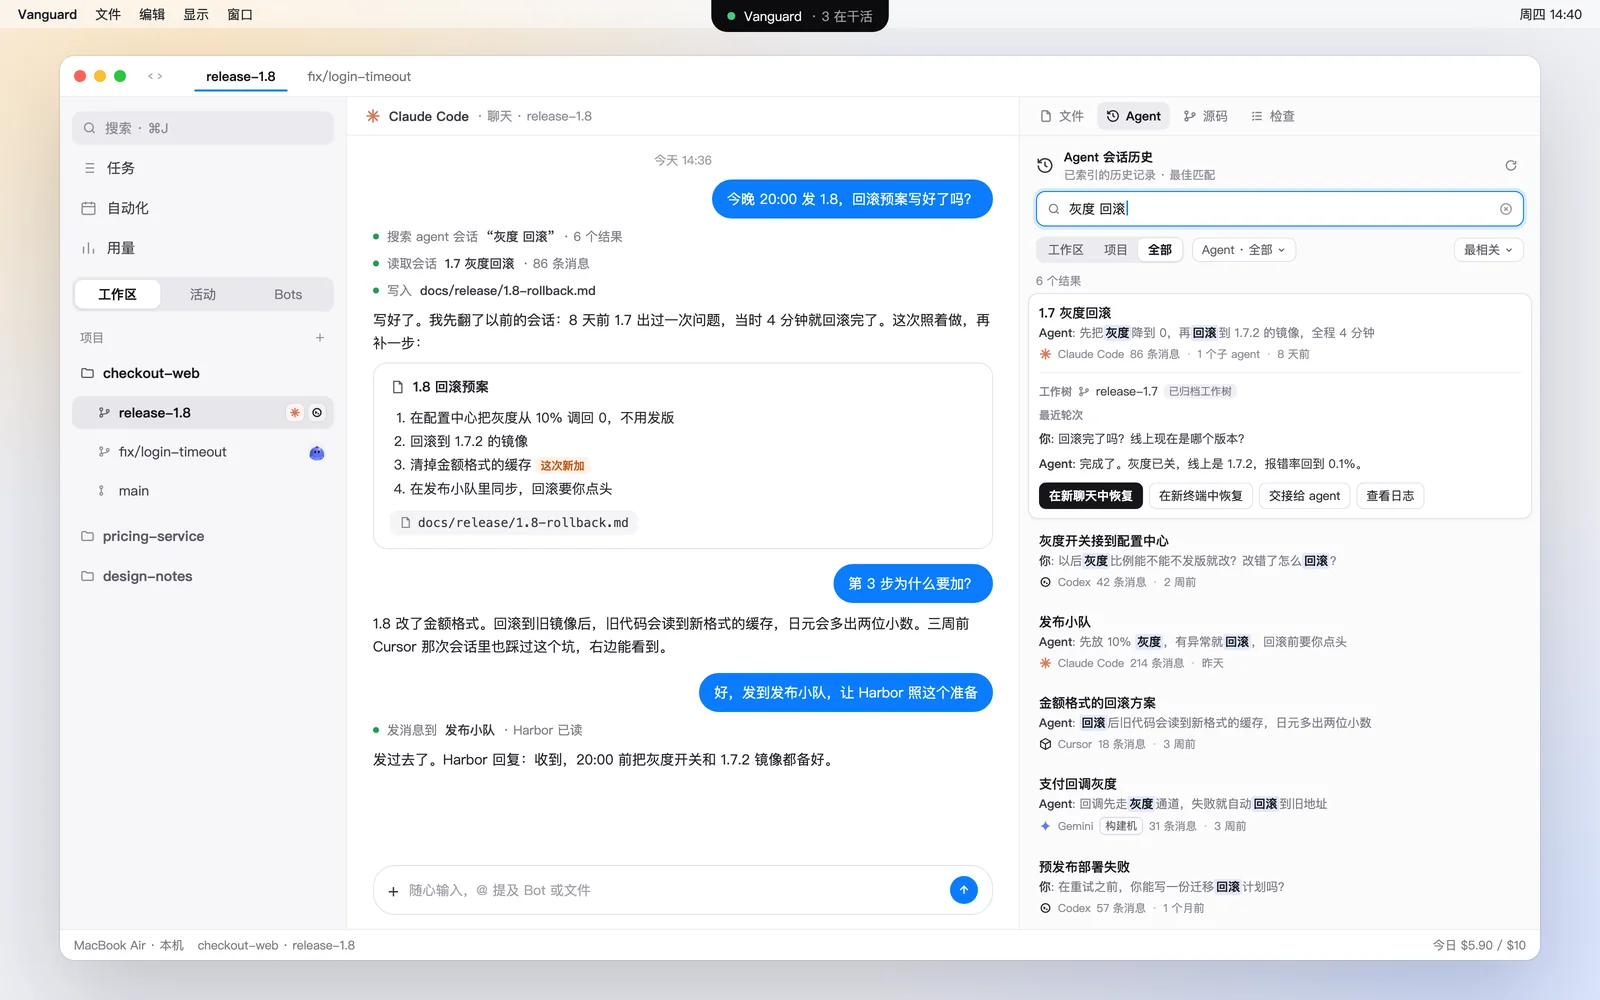 Vanguard 文件 编辑 显示 窗口
Vanguard · 3 在干活
周四 14:40
release-1.8
fix/login-timeout
搜索 · ⌘J
任务
自动化
用量
工作区 活动 Bots
项目
checkout-web
release-1.8
fix/login-timeout
main
pricing-service
design-notes
Claude Code · 聊天 · release-1.8
今天 14:36
今晚 20:00 发 1.8，回滚预案写好了吗？
搜索 agent 会话 “灰度 回滚” · 6 个结果
读取会话 1.7 灰度回滚 · 86 条消息
写入 docs/release/1.8-rollback.md
写好了。我先翻了以前的会话：8 天前 1.7 出过一次问题，当时 4 分钟就回滚完了。这次照着做，再
补一步：
1.8 回滚预案
1. 在配置中心把灰度从 10% 调回 0，不用发版
2. 回滚到 1.7.2 的镜像
3. 清掉金额格式的缓存 这次新加
4. 在发布小队里同步，回滚要你点头
docs/release/1.8-rollback.md
第 3 步为什么要加？
1.8 改了金额格式。回滚到旧镜像后，旧代码会读到新格式的缓存，日元会多出两位小数。三周前
Cursor 那次会话里也踩过这个坑，右边能看到。
好，发到发布小队，让 Harbor 照这个准备
发消息到 发布小队 · Harbor 已读
发过去了。Harbor 回复：收到，20:00 前把灰度开关和 1.7.2 镜像都备好。
+ 随心输入，@ 提及 Bot 或文件
文件 Agent 源码 检查
Agent 会话历史
已索引的历史记录 · 最佳匹配
灰度 回滚
工作区 项目 全部 Agent · 全部 最相关
6 个结果
1.7 灰度回滚
Agent: 先把灰度降到 0，再回滚到 1.7.2 的镜像，全程 4 分钟
Claude Code 86 条消息 · 1 个子 agent · 8 天前
工作树 release-1.7 已归档工作树
最近轮次
你: 回滚完了吗？线上现在是哪个版本？
Agent: 完成了。灰度已关，线上是 1.7.2，报错率回到 0.1%。
在新聊天中恢复 在新终端中恢复 交接给 agent 查看日志
灰度开关接到配置中心
你: 以后灰度比例能不能不发版就改？改错了怎么回滚？
Codex 42 条消息 · 2 周前
发布小队
Agent: 先放 10% 灰度，有异常就回滚，回滚前要你点头
Claude Code 214 条消息 · 昨天
金额格式的回滚方案
Agent: 回滚后旧代码会读到新格式的缓存，日元多出两位小数
Cursor 18 条消息 · 3 周前
支付回调灰度
Agent: 回调先走灰度通道，失败就自动回滚到旧地址
Gemini 构建机 31 条消息 · 3 周前
预发布部署失败
你: 在重试之前，你能写一份迁移回滚计划吗？
Codex 57 条消息 · 1 个月前
MacBook Air · 本机 checkout-web · release-1.8
今日 $5.90 / $10